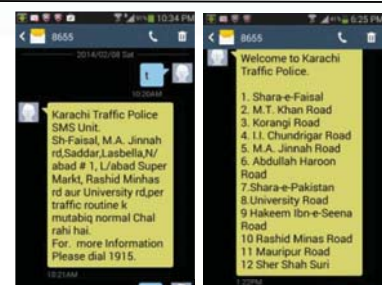 10:34 PM
8655
2014/02/08 Sat
t
10:20AM
Karachi Traffic Police
SMS Unit.
Sh-Faisal, M.A. Jinnah
rd,Saddar,Lasbella,N/
abad # 1, L/abad Super
Markt, Rashid Minhas
rd aur University rd,per
traffic routine k
mutabiq normal Chal
rahi hai.
For. more Information
Please dial 1915.
10:21AM
6:25 PM
8655
Welcome to Karachi
Traffic Police.
1. Shara-e-Faisal
2. M.T. Khan Road
3. Korangi Road
4. I.I. Chundrigar Road
5. M.A. Jinnah Road
6. Abdullah Haroon
Road
7.Shara-e-Pakistan
8.University Road
9 Hakeem Ibn-e-Seena
Road
10 Rashid Minas Road
11 Mauripur Road
12 Sher Shah Suri
1:22PM